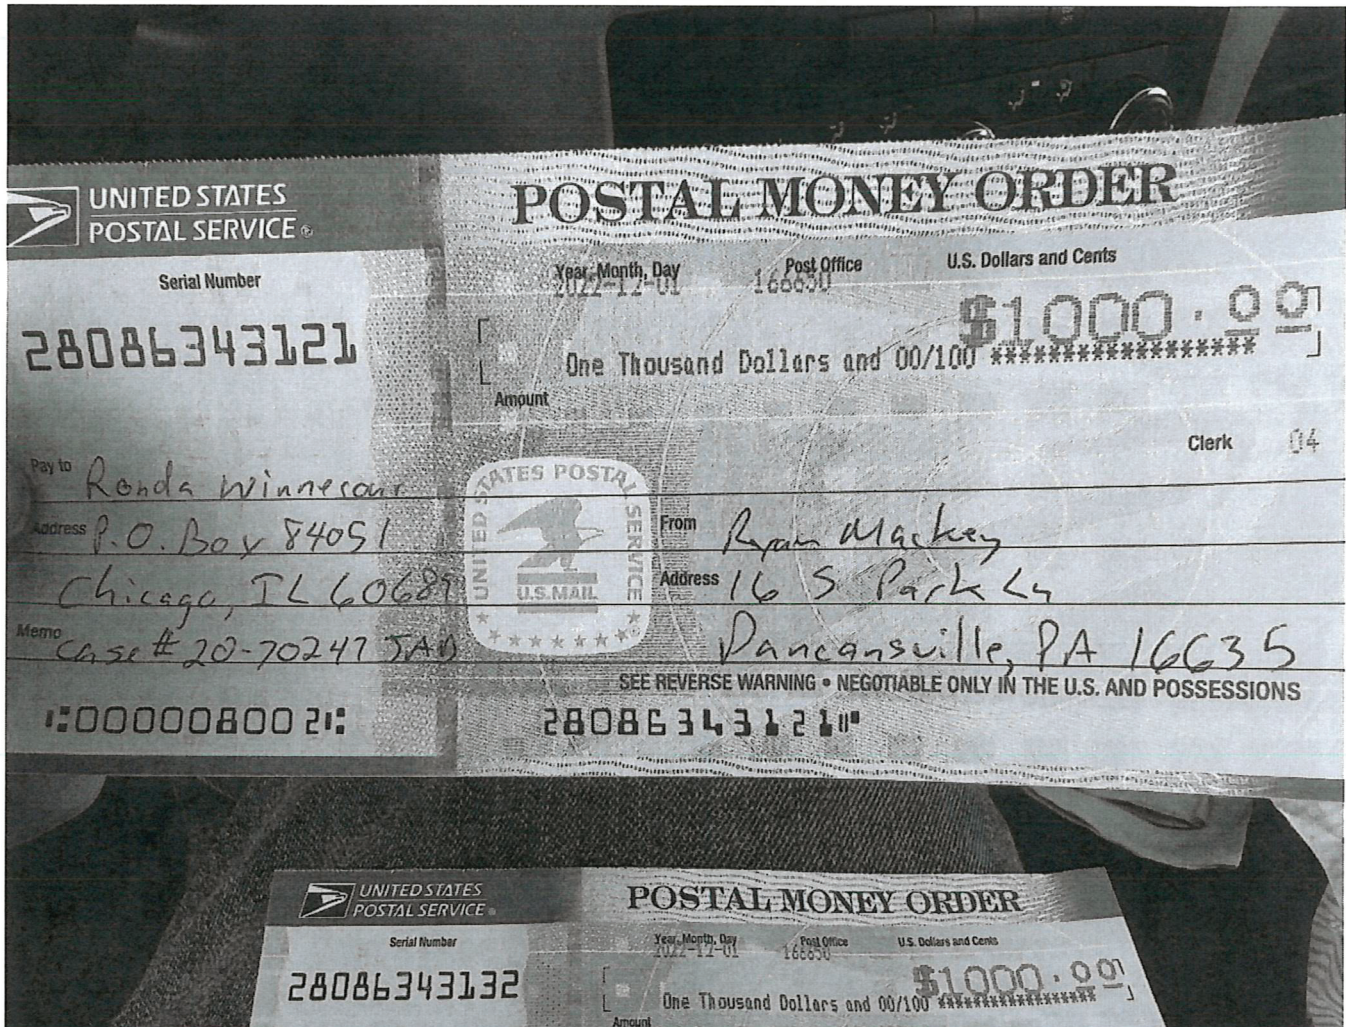 UNITED STATES
POSTAL SERVICE®
POSTAL MONEY ORDER
Serial Number
Year, Month, Day
Post Office
U.S. Dollars and Cents
28086343121
2022-12-01
166650
$1000.00
One Thousand Dollars and 00/100 ******************
Amount
Clerk 04
Pay to Ronda Winnecour
Address P.O. Box 84051
Chicago, IL 60689
Memo Case # 20-70247 JAD
UNITED STATES POSTAL SERVICE
U.S.MAIL
From Ryan Mackey
Address 16 S Park Ln
Duncansville, PA 16635
SEE REVERSE WARNING • NEGOTIABLE ONLY IN THE U.S. AND POSSESSIONS
⑆000008002⑆
28086343121⑈
UNITED STATES
POSTAL SERVICE®
POSTAL MONEY ORDER
Serial Number
Year, Month, Day
Post Office
U.S. Dollars and Cents
28086343132
2022-12-01
166650
$1000.00
One Thousand Dollars and 00/100 ******************
Amount